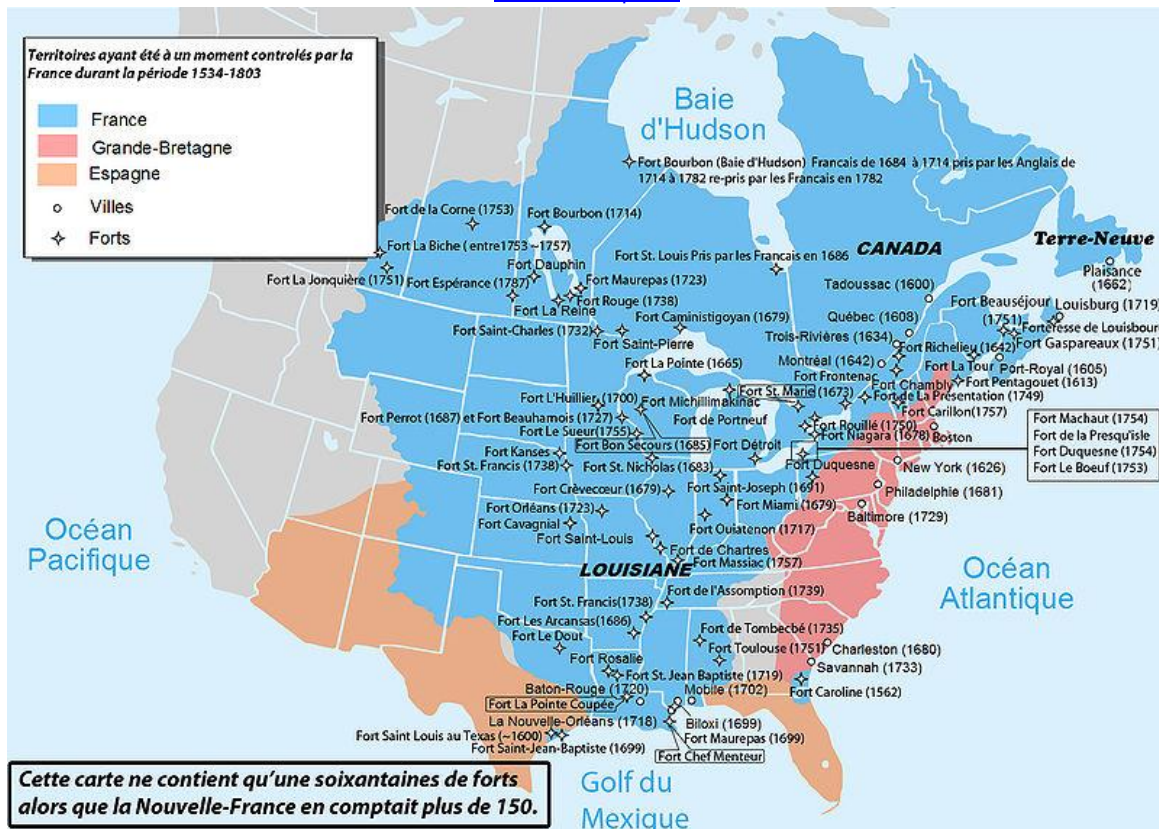 Territoires ayant été à un moment controlés par la
France durant la période 1534-1803
France
Grande-Bretagne
Espagne
Villes
Forts
Baie
d'Hudson
Fort Bourbon (Baie d'Hudson) Francais de 1684 à 1714 pris par les Anglais de
1714 à 1782 re-pris par les Francais en 1782
Fort de la Corne (1753)
Fort Bourbon (1714)
Fort La Biche ( entre1753 ~1757)
Fort St. Louis Pris par les Francais en 1686
CANADA
Terre-Neuve
Plaisance
(1662)
Fort Dauphin
Fort La Jonquière (1751)
Fort Espérance (1787)
Fort Maurepas (1723)
Fort Rouge (1738)
Fort La Reine
Tadoussac (1600)
Fort Beauséjour
(1751)
Louisburg (1719)
Forteresse de Louisbourg
Fort Gaspareaux (1751)
Fort Caministigoyan (1679)
Québec (1608)
Fort Saint-Charles (1732)
Fort Saint-Pierre
Trois-Rivières (1634)
Fort Richelieu (1642)
Montréal (1642)
Fort La Tour
Port-Royal (1605)
Fort La Pointe (1665)
Fort Frontenac
Fort Chambly
Fort Pentagouet (1613)
Fort St. Marie (1673)
Fort de La Présentation (1749)
Fort L'Huillier (1700)
Fort Michillimakinac
Fort Carillon(1757)
Fort Perrot (1687) et Fort Beauharnois (1727)
Fort de Portneuf
Fort Rouillé (1750)
Fort Le Sueur(1755)
Fort Niagara (1678)
Boston
Fort Bon Secours (1685)
Fort Détroit
Fort Machaut (1754)
Fort de la Presqu'isle
Fort Duquesne (1754)
Fort Le Boeuf (1753)
Fort Kanses
Fort St. Francis (1738)
Fort St. Nicholas (1683)
Fort Duquesne
New York (1626)
Fort Crèvecœur (1679)
Fort Saint-Joseph (1691)
Philadelphie (1681)
Fort Miami (1679)
Baltimore (1729)
Fort Orléans (1723)
Fort Cavagnial
Fort Ouiatenon (1717)
Fort Saint-Louis
Fort de Chartres
Fort Massiac (1757)
Océan
Pacifique
LOUISIANE
Océan
Atlantique
Fort de l'Assomption (1739)
Fort St. Francis(1738)
Fort Les Arcansas(1686)
Fort de Tombecbé (1735)
Fort Le Dout
Fort Toulouse (1751)
Charleston (1680)
Fort Rosalie
Savannah (1733)
Fort St. Jean Baptiste (1719)
Baton-Rouge (1720)
Mobile (1702)
Fort Caroline (1562)
Fort La Pointe Coupée
La Nouvelle-Orléans (1718)
Biloxi (1699)
Fort Saint Louis au Texas (~1600)
Fort Maurepas (1699)
Fort Saint-Jean-Baptiste (1699)
Fort Chef Menteur
Golf du
Mexique
Cette carte ne contient qu'une soixantaines de forts
alors que la Nouvelle-France en comptait plus de 150.